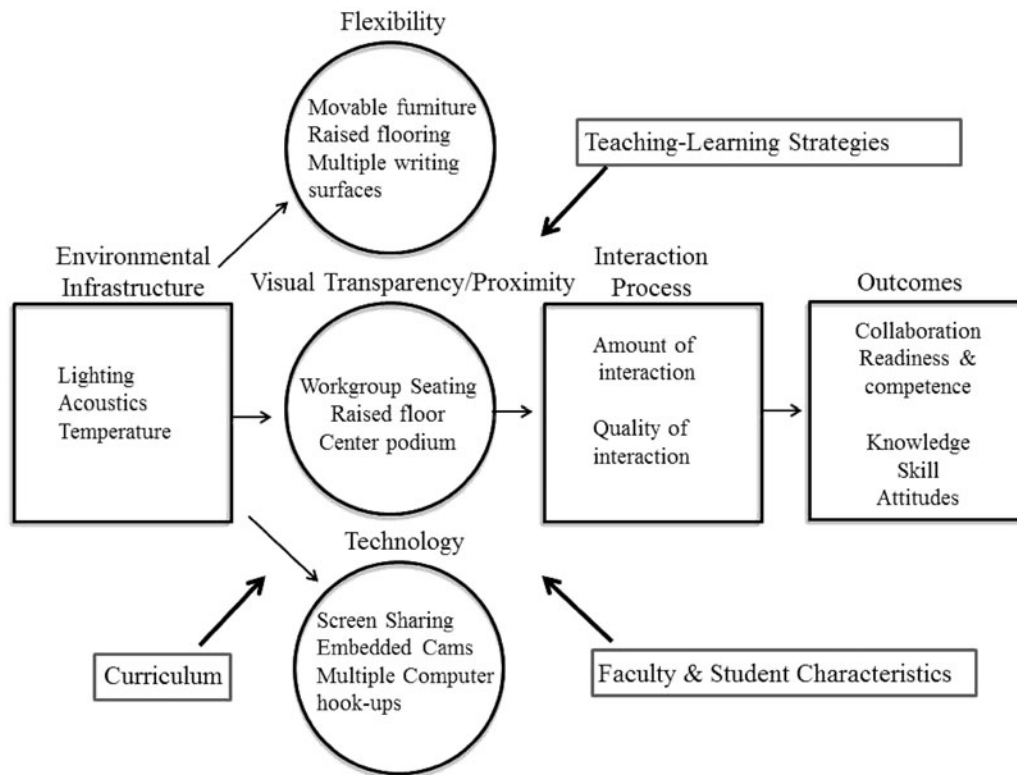 Flexibility
Movable furniture
Raised flooring
Multiple writing
surfaces
Teaching-Learning Strategies
Environmental
Infrastructure
Lighting
Acoustics
Temperature
Visual Transparency/Proximity
Workgroup Seating
Raised floor
Center podium
Interaction
Process
Amount of
interaction
Quality of
interaction
Outcomes
Collaboration
Readiness &
competence
Knowledge
Skill
Attitudes
Technology
Screen Sharing
Embedded Cams
Multiple Computer
hook-ups
Curriculum
Faculty & Student Characteristics